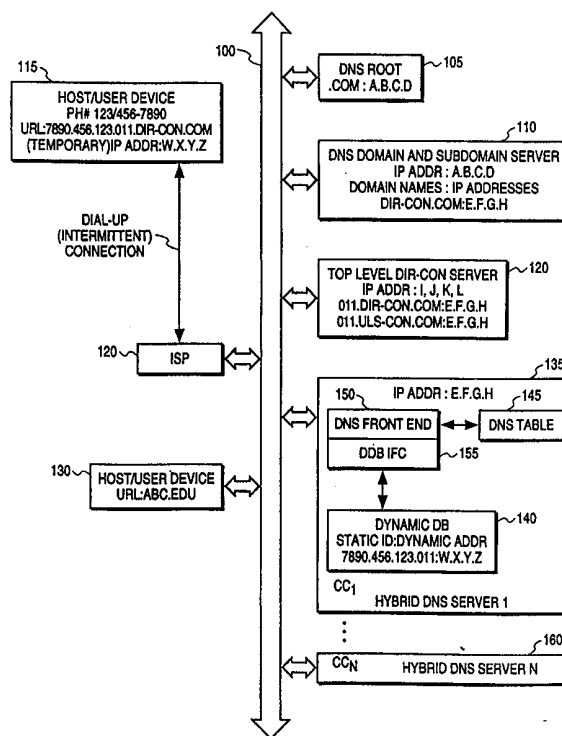 115
HOST/USER DEVICE
PH# 123/456-7890
URL:7890.456.123.011.DIR-CON.COM
(TEMPORARY)IP ADDR:W.X.Y.Z
DIAL-UP
(INTERMITTENT)
CONNECTION
120
ISP
130
HOST/USER DEVICE
URL:ABC.EDU
100
105
DNS ROOT
.COM : A.B.C.D
110
DNS DOMAIN AND SUBDOMAIN SERVER
IP ADDR : A.B.C.D
DOMAIN NAMES : IP ADDRESSES
DIR-CON.COM:E.F.G.H
120
TOP LEVEL DIR-CON SERVER
IP ADDR : I, J, K, L
011.DIR-CON.COM:E.F.G.H
011.ULS-CON.COM:E.F.G.H
135
IP ADDR : E.F.G.H
150
DNS FRONT END
DDB IFC
155
145
DNS TABLE
140
DYNAMIC DB
STATIC ID:DYNAMIC ADDR
7890.456.123.011:W.X.Y.Z
CC1
HYBRID DNS SERVER 1
160
CCN
HYBRID DNS SERVER N